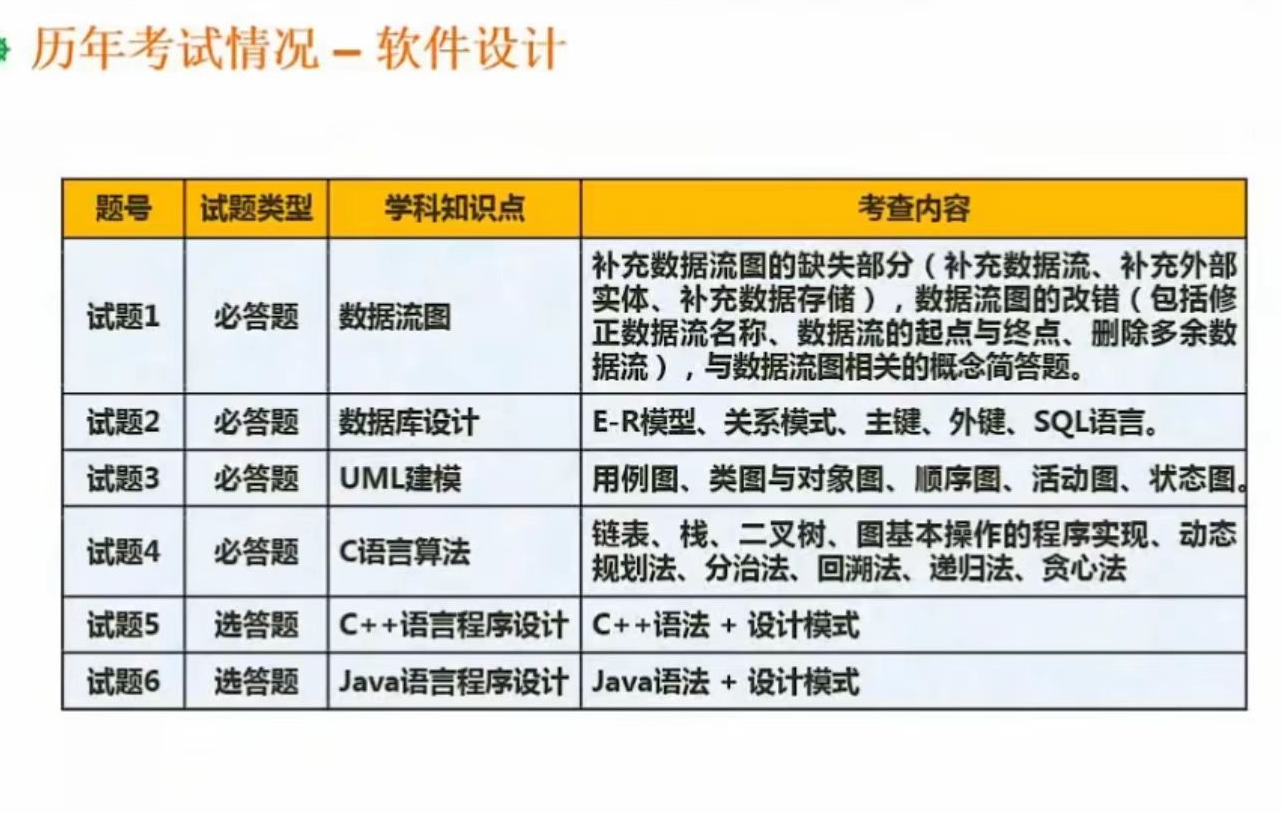 历年考试情况 – 软件设计
题号 试题类型 学科知识点 考查内容
试题1 必答题 数据流图
补充数据流图的缺失部分（补充数据流、补充外部
实体、补充数据存储），数据流图的改错（包括修
正数据流名称、数据流的起点与终点、删除多余数
据流），与数据流图相关的概念简答题。
试题2 必答题 数据库设计 E-R模型、关系模式、主键、外键、SQL语言。
试题3 必答题 UML建模 用例图、类图与对象图、顺序图、活动图、状态图。
试题4 必答题 C语言算法
链表、栈、二叉树、图基本操作的程序实现、动态
规划法、分治法、回溯法、递归法、贪心法
试题5 选答题 C++语言程序设计 C++语法 + 设计模式
试题6 选答题 Java语言程序设计 Java语法 + 设计模式